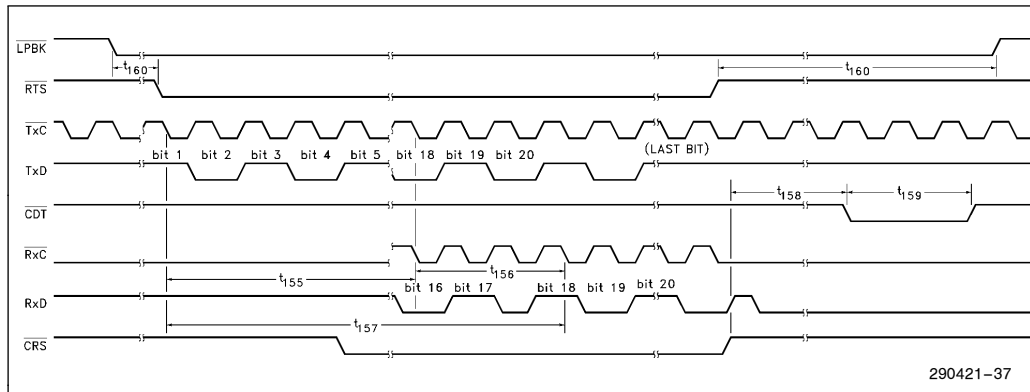 LPBK
t160 t160
RTS
TxC
bit 1 bit 2 bit 3 bit 4 bit 5 bit 18 bit 19 bit 20 (LAST BIT)
TxD
t158 t159
CDT
RxC
t155 t156
bit 16 bit 17 bit 18 bit 19 bit 20
RxD
t157
CRS
290421–37